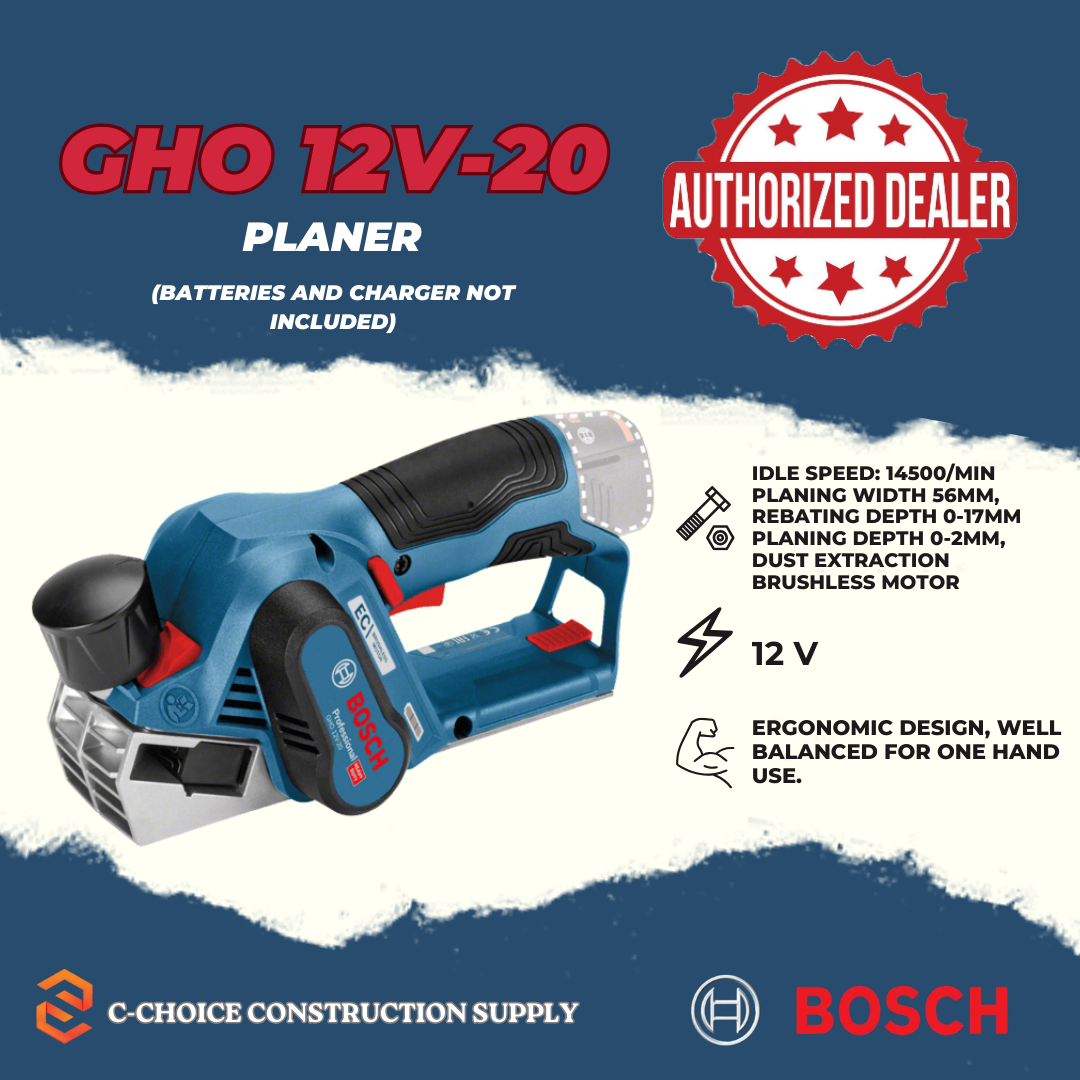 GHO 12V-20
PLANER
(BATTERIES AND CHARGER NOT
INCLUDED)
AUTHORIZED DEALER
IDLE SPEED: 14500/MIN
PLANING WIDTH 56MM,
REBATING DEPTH 0-17MM
PLANING DEPTH 0-2MM,
DUST EXTRACTION
BRUSHLESS MOTOR
12 V
ERGONOMIC DESIGN, WELL
BALANCED FOR ONE HAND
USE.
EC
BRUSHLESS
MOTOR
BOSCH
Professional
GHO 12V-20
C-CHOICE CONSTRUCTION SUPPLY
BOSCH